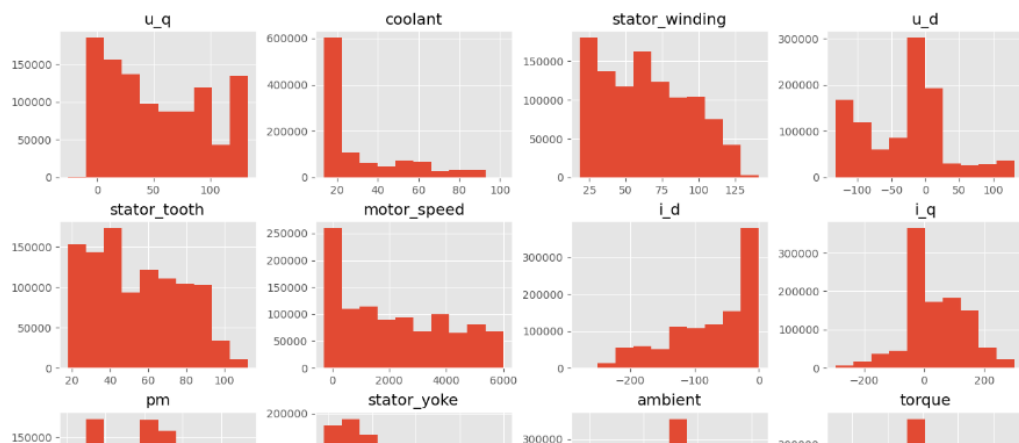 u_q coolant stator_winding u_d
150000 100000 50000 0
0 50 100
600000 400000 200000 0
20 40 60 80 100
150000 100000 50000 0
25 50 75 100 125
300000 200000 100000 0
−100 −50 0 50 100
stator_tooth motor_speed i_d i_q
150000 100000 50000 0
20 40 60 80 100
250000 200000 150000 100000 50000 0
0 2000 4000 6000
300000 200000 100000 0
−200 −100 0
300000 200000 100000 0
−200 0 200
pm stator_yoke ambient torque
150000
200000
300000